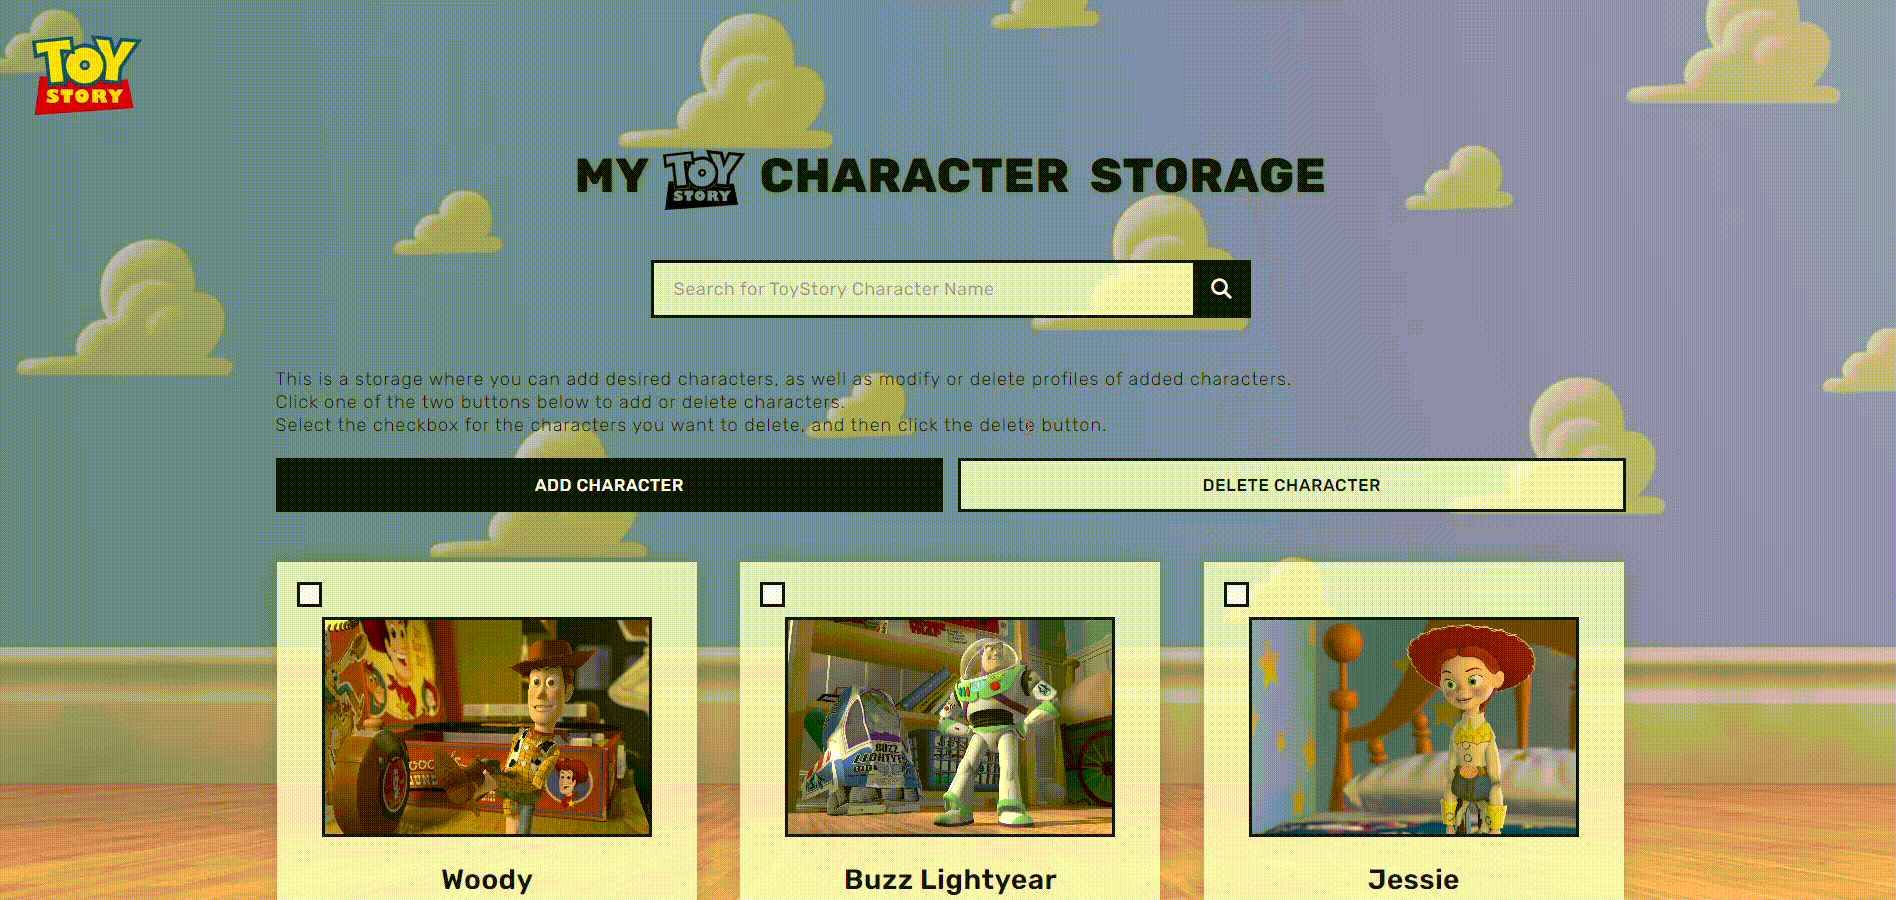 TOY
STORY
MY TOY STORY CHARACTER STORAGE
Search for ToyStory Character Name
This is a storage where you can add desired characters, as well as modify or delete profiles of added characters.
Click one of the two buttons below to add or delete characters.
Select the checkbox for the characters you want to delete, and then click the delete button.
ADD CHARACTER
DELETE CHARACTER
BUZZ
Woody
Buzz Lightyear
Jessie